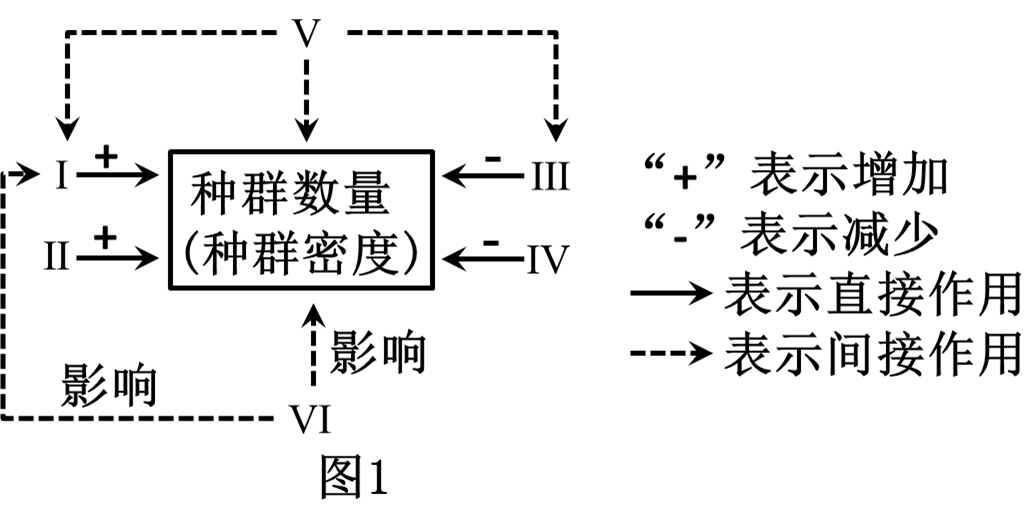 V
I
+
种群数量
(种群密度)
-
III
II
+
-
IV
影响
影响
VI
图1
“+”表示增加
“-”表示减少
表示直接作用
表示间接作用